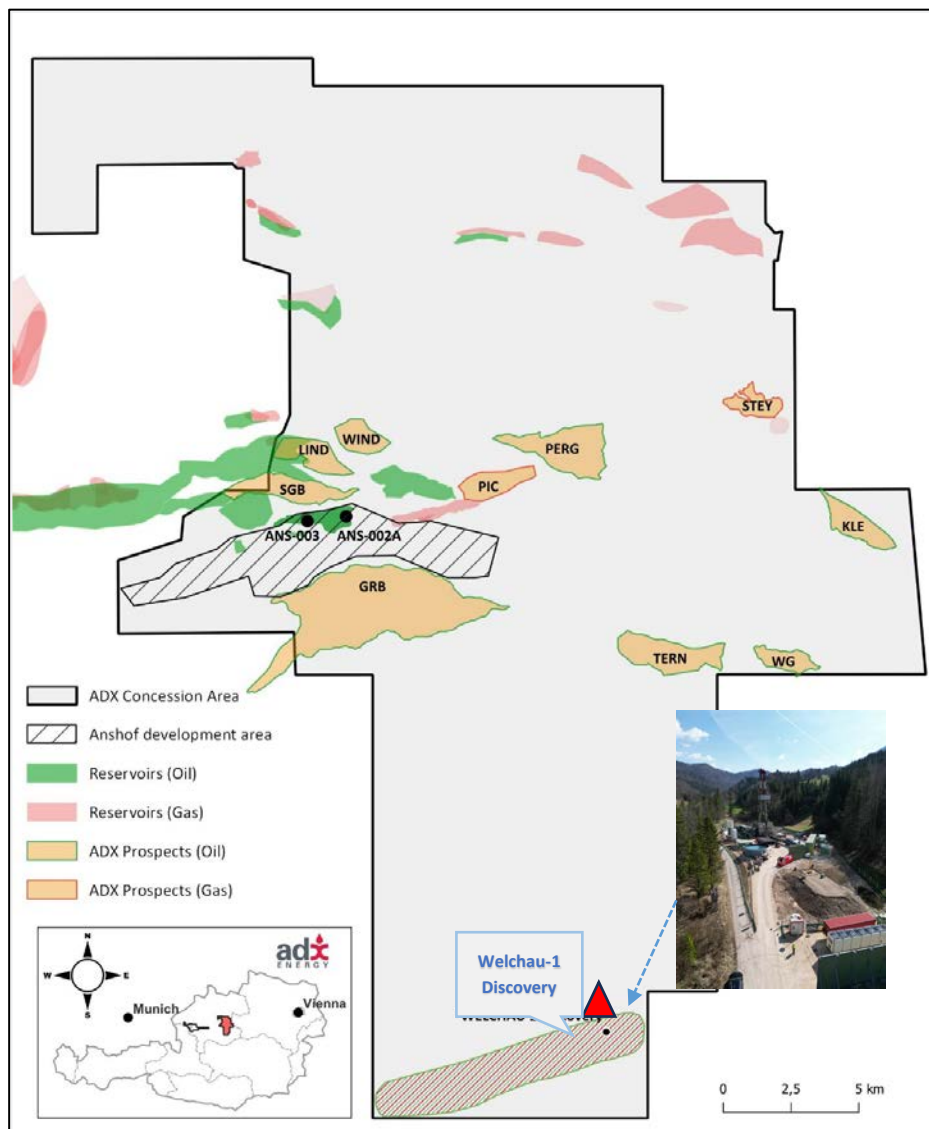 STEY
WIND
LIND
PERG
SGB
PIC
KLE
ANS-003
ANS-002A
GRB
TERN
WG
ADX Concession Area
Anshof development area
Reservoirs (Oil)
Reservoirs (Gas)
ADX Prospects (Oil)
ADX Prospects (Gas)
N
W
E
S
adx
ENERGY
Munich
Vienna
Welchau-1
Discovery
WELCHAU
0
2,5
5 km